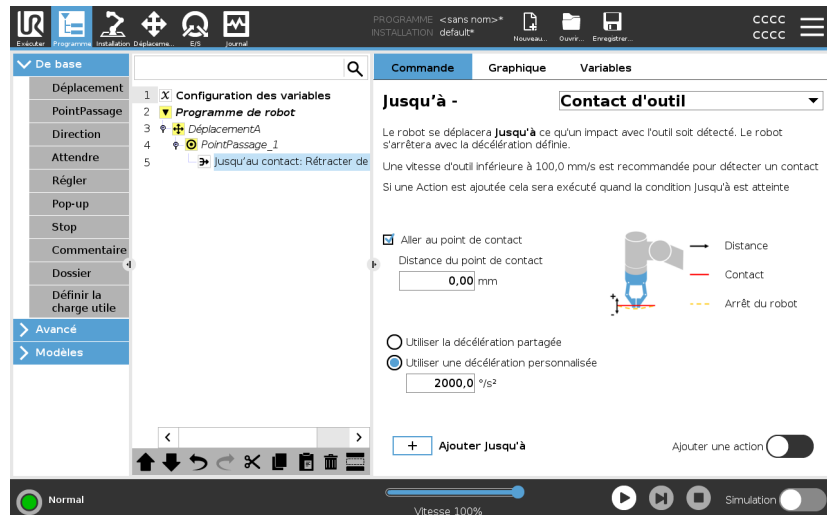 PROGRAMME <sans nom>*
INSTALLATION default*
UR
Exécuter
Programme
Installation
Déplaceme...
E/S
Journal
Nouveau...
Ouvrir...
Enregistrer...
CCCC
CCCC
De base
Déplacement
PointPassage
Direction
Attendre
Régler
Pop-up
Stop
Commentaire
Dossier
Définir la
charge utile
Avancé
Modèles
1 X Configuration des variables
2 Programme de robot
3 DéplacementA
4 PointPassage_1
5 Jusqu'au contact: Rétracter de
Commande Graphique Variables
Jusqu'à - Contact d'outil
Le robot se déplacera Jusqu'à ce qu'un impact avec l'outil soit détecté. Le robot
s'arrêtera avec la décélération définie.
Une vitesse d'outil inférieure à 100,0 mm/s est recommandée pour détecter un contact
Si une Action est ajoutée cela sera exécuté quand la condition Jusqu'à est atteinte
Aller au point de contact
Distance du point de contact
0,00 mm
+
-
Distance
Contact
Arrêt du robot
Utiliser la décélération partagée
Utiliser une décélération personnalisée
2000,0 °/s²
+ Ajouter Jusqu'à
Ajouter une action
Normal
Vitesse 100%
Simulation